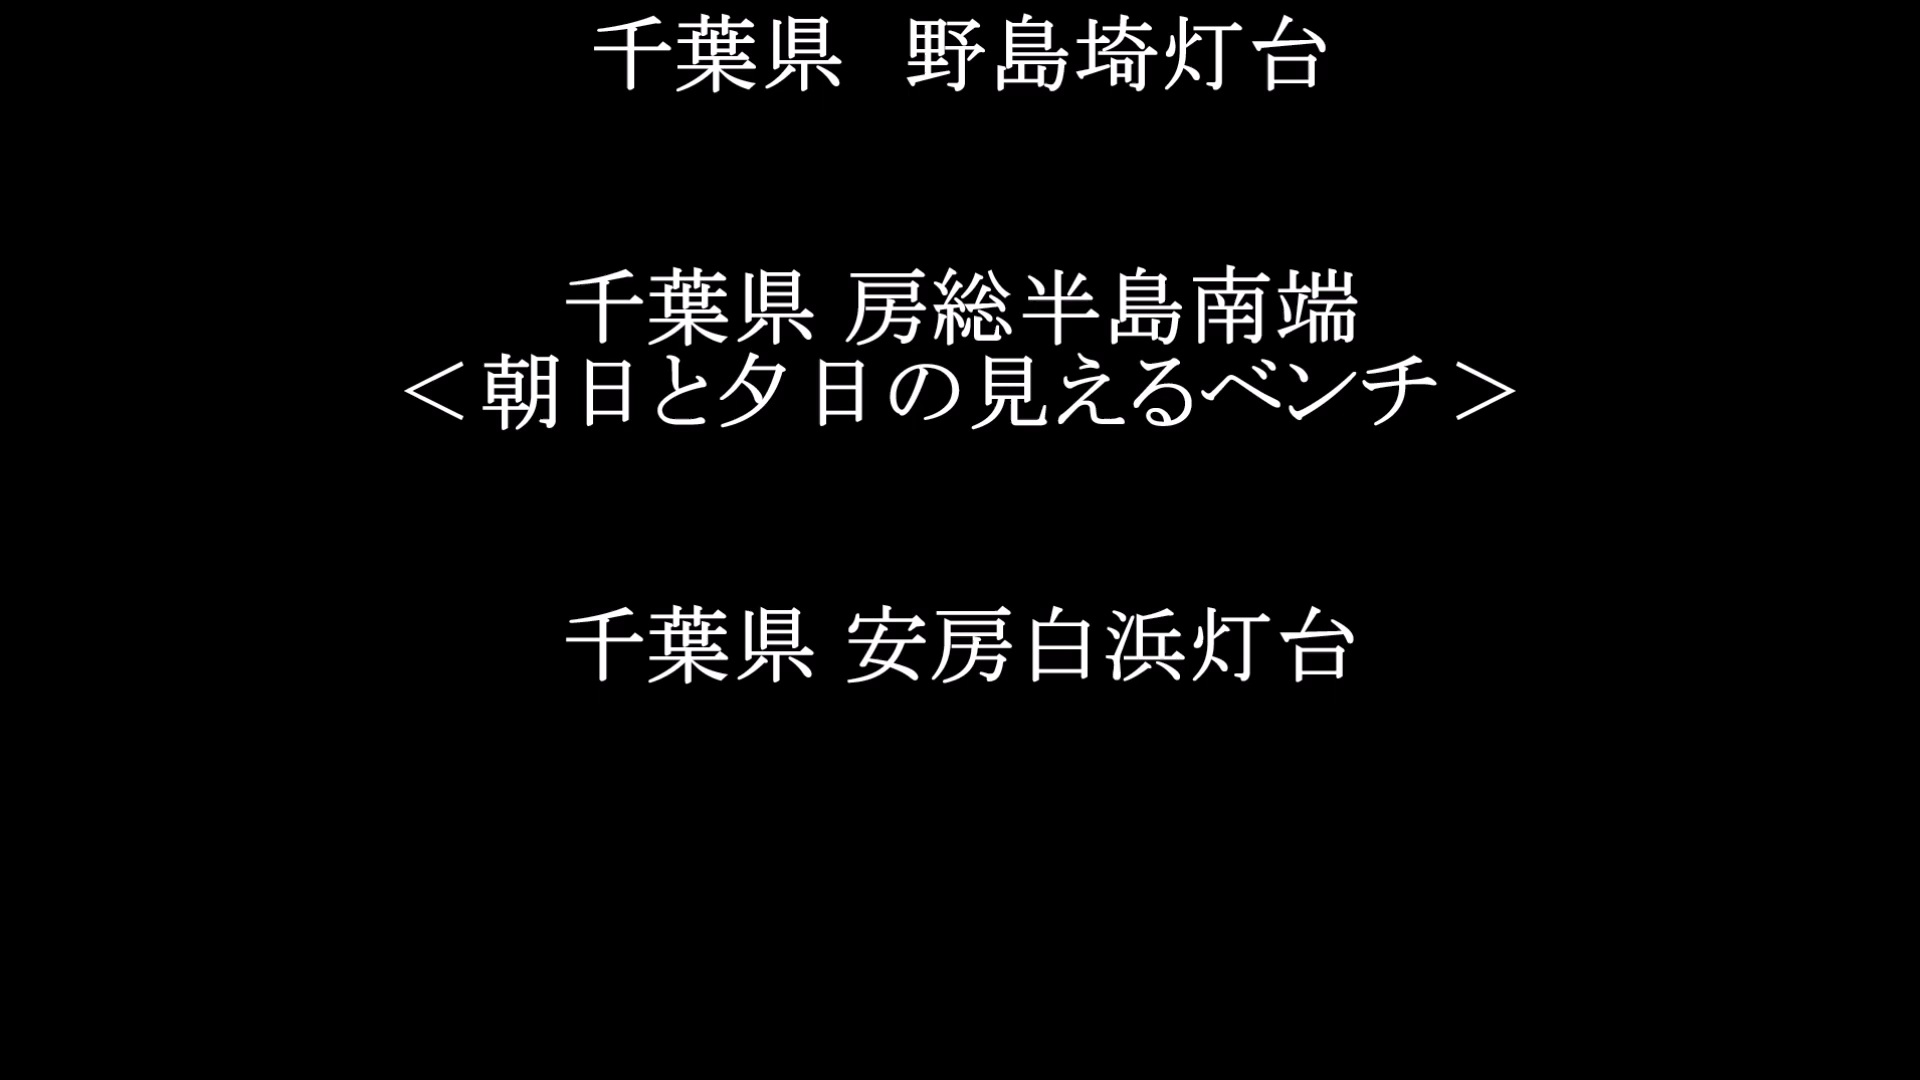 千葉県　野島埼灯台
千葉県 房総半島南端
＜朝日と夕日の見えるベンチ＞
千葉県 安房白浜灯台